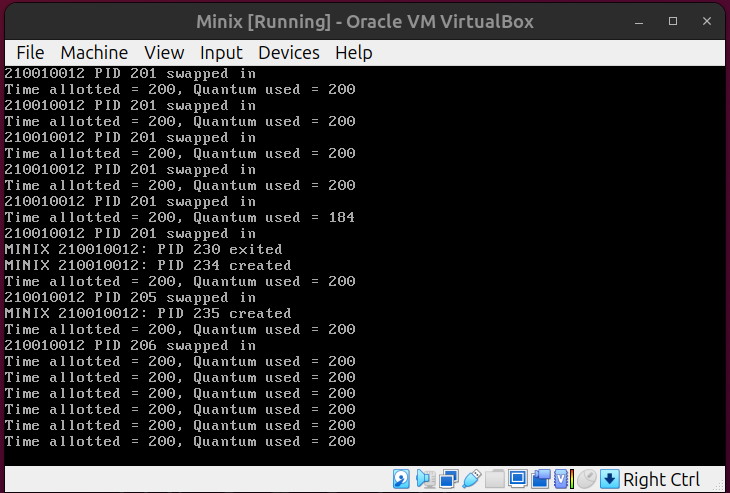 Minix [Running] - Oracle VM VirtualBox
File Machine View Input Devices Help
210010012 PID 201 swapped in
Time allotted = 200, Quantum used = 200
210010012 PID 201 swapped in
Time allotted = 200, Quantum used = 200
210010012 PID 201 swapped in
Time allotted = 200, Quantum used = 200
210010012 PID 201 swapped in
Time allotted = 200, Quantum used = 200
210010012 PID 201 swapped in
Time allotted = 200, Quantum used = 184
210010012 PID 201 swapped in
MINIX 210010012: PID 230 exited
MINIX 210010012: PID 234 created
Time allotted = 200, Quantum used = 200
210010012 PID 205 swapped in
MINIX 210010012: PID 235 created
Time allotted = 200, Quantum used = 200
210010012 PID 206 swapped in
Time allotted = 200, Quantum used = 200
Time allotted = 200, Quantum used = 200
Time allotted = 200, Quantum used = 200
Time allotted = 200, Quantum used = 200
Time allotted = 200, Quantum used = 200
Time allotted = 200, Quantum used = 200
Right Ctrl